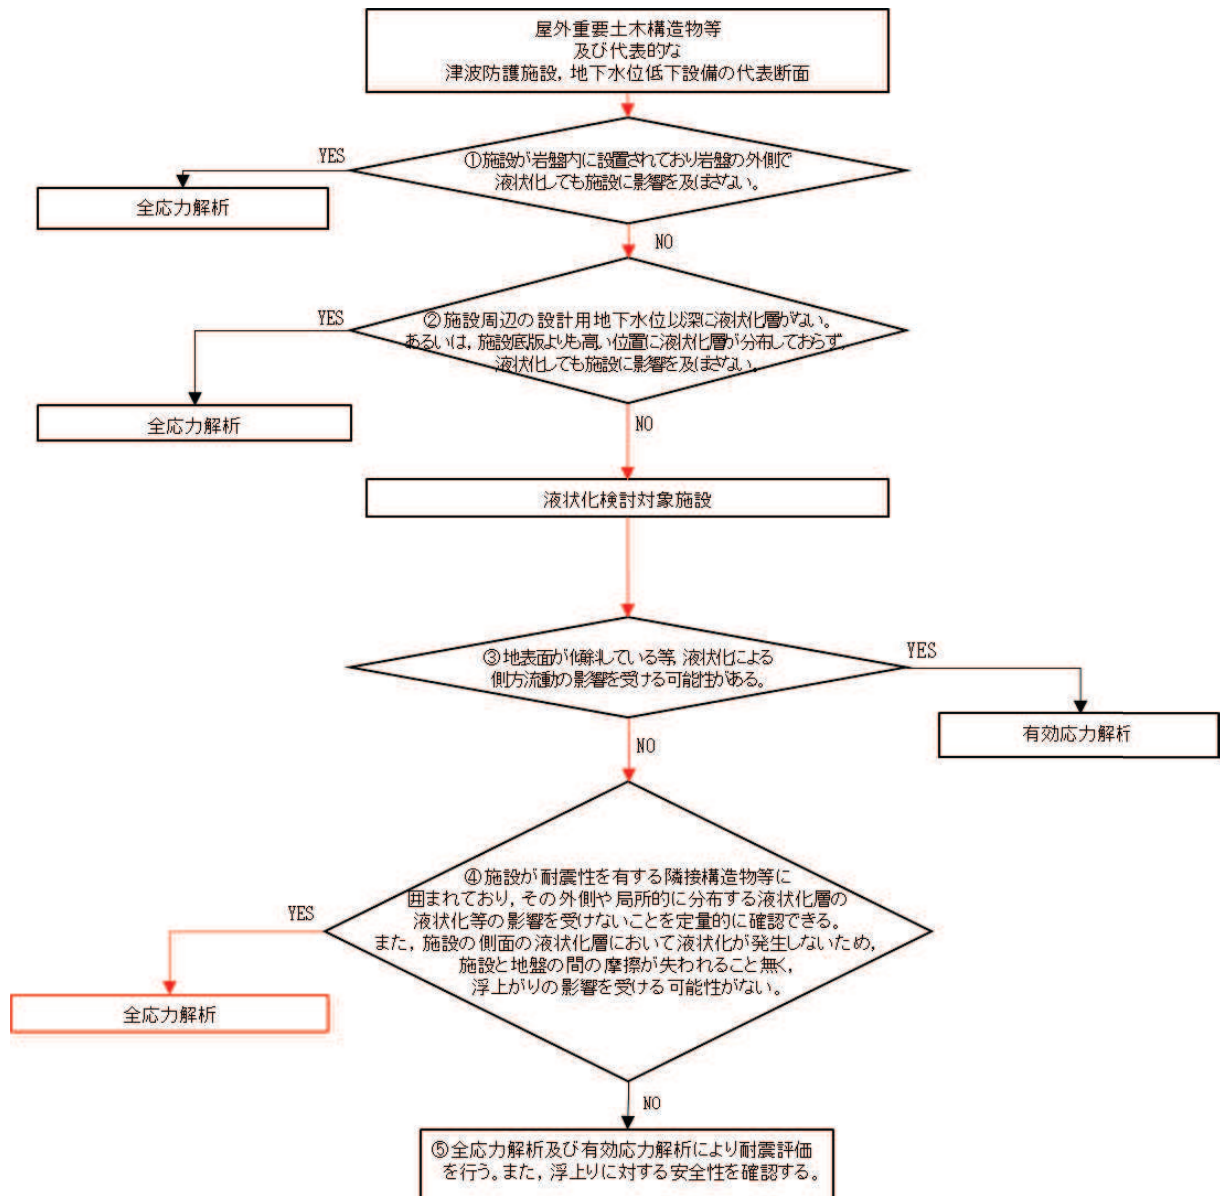 屋外重要土木構造物等
及び代表的な
津波防護施設，地下水位低下設備の代表断面
YES
①施設が岩盤内に設置されており岩盤の外側で
液状化しても施設に影響を及ぼさない。
全応力解析
NO
YES
②施設周辺の設計用地下水位以深に液状化層がない。
あるいは，施設底版よりも高い位置に液状化層が分布しておらず，
液状化しても施設に影響を及ぼさない。
全応力解析
NO
液状化検討対象施設
③地表面が傾斜している等，液状化による
側方流動の影響を受ける可能性がある。
YES
有効応力解析
NO
④施設が耐震性を有する隣接構造物等に
囲まれており，その外側や局所的に分布する液状化層の
液状化等の影響を受けないことを定量的に確認できる。
また，施設の側面の液状化層において液状化が発生しないため，
施設と地盤の間の摩擦が失われること無く，
浮上がりの影響を受ける可能性がない。
YES
全応力解析
NO
⑤全応力解析及び有効応力解析により耐震評価
を行う。また，浮上りに対する安全性を確認する。